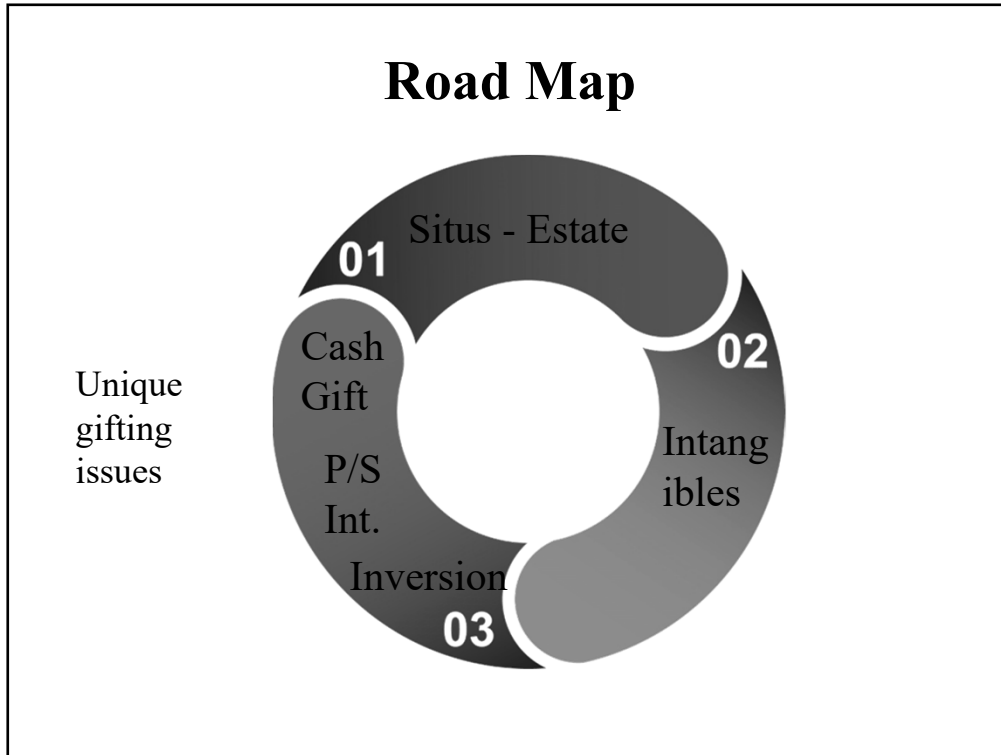 Road Map
Situs - Estate
01
02
Intang
ibles
Cash
Gift
P/S
Int.
Inversion
03
Unique
gifting
issues